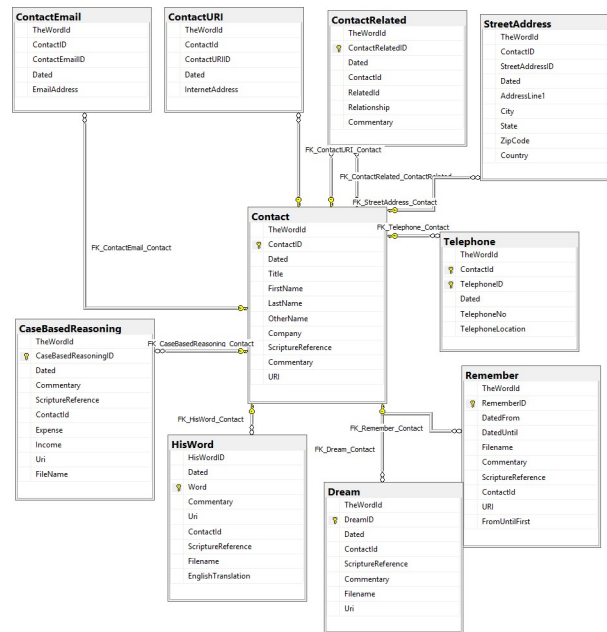 ContactEmail
TheWordId
ContactID
ContactEmailID
Dated
EmailAddress
ContactURI
TheWordId
ContactId
ContactURIID
Dated
InternetAddress
ContactRelated
TheWordId
ContactRelatedID
Dated
ContactId
RelatedId
Relationship
Commentary
StreetAddress
TheWordId
ContactID
StreetAddressID
Dated
AddressLine1
City
State
ZipCode
Country
FK_ContactURI_Contact
FK_ContactRelated_ContactRelated
FK_StreetAddress_Contact
FK_Telephone_Contact
FK_ContactEmail_Contact
Contact
TheWordId
ContactID
Dated
Title
FirstName
LastName
OtherName
Company
ScriptureReference
Commentary
URI
Telephone
TheWordId
ContactId
TelephoneID
Dated
TelephoneNo
TelephoneLocation
CaseBasedReasoning
TheWordId
CaseBasedReasoningID
Dated
Commentary
ScriptureReference
ContactId
Expense
Income
Uri
FileName
FK_CaseBasedReasoning_Contact
FK_HisWord_Contact
FK_Remember_Contact
FK_Dream_Contact
Remember
TheWordId
RememberID
DatedFrom
DatedUntil
Filename
Commentary
ScriptureReference
ContactId
URI
FromUntilFirst
HisWord
HisWordID
Dated
Word
Commentary
Uri
ContactId
ScriptureReference
Filename
EnglishTranslation
Dream
TheWordId
DreamID
Dated
ContactId
ScriptureReference
Commentary
Filename
Uri